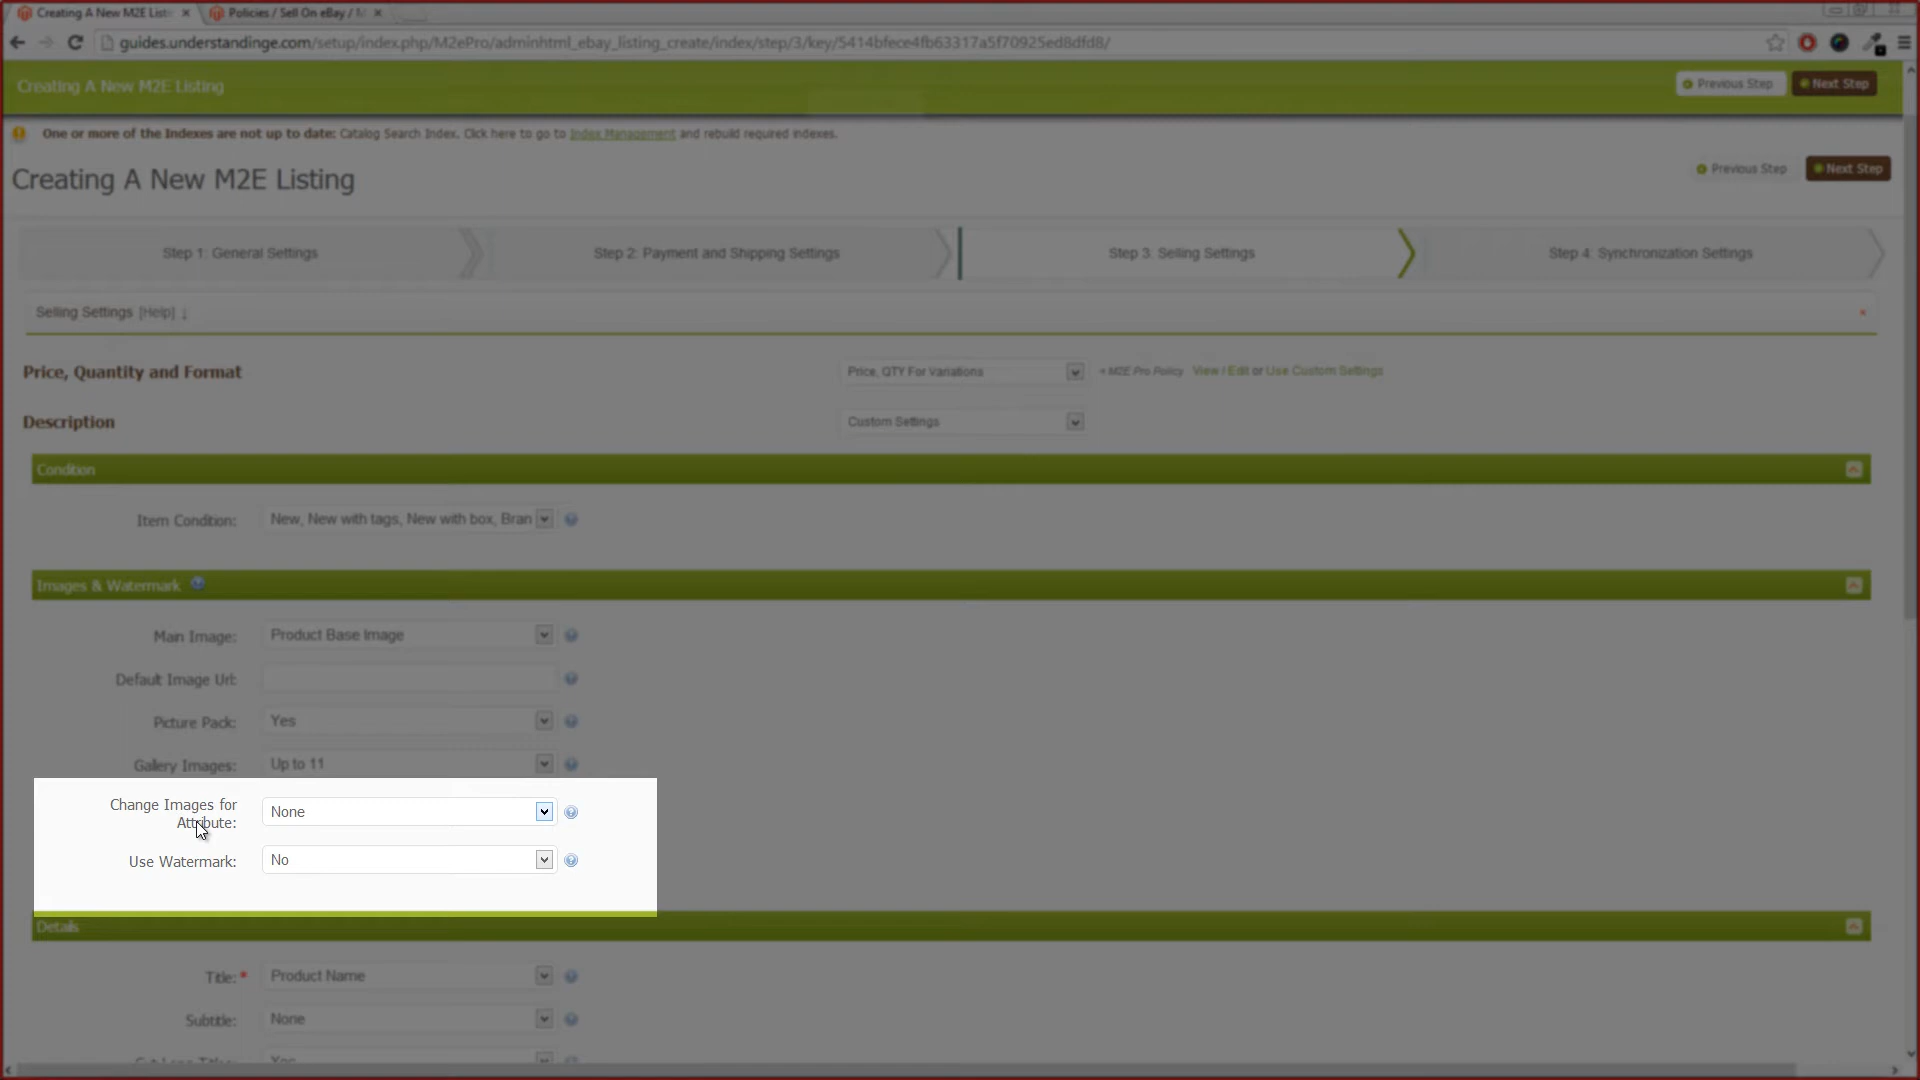 Creating A New M2E List
Policies / Sell On eBay / M
guides.understandinge.com/setup/index.php/M2ePro/adminhtml_ebay_listing_create/index/step/3/key/5414bfece4fb63317a5f70925ed8dfd8/
Creating A New M2E Listing
Previous Step
Next Step
One or more of the Indexes are not up to date: Catalog Search Index. Click here to go to Index Management and rebuild required indexes.
Creating A New M2E Listing
Previous Step
Next Step
Step 1: General Settings
Step 2: Payment and Shipping Settings
Step 3: Selling Settings
Step 4: Synchronization Settings
Selling Settings [Help] ↓
×
Price, Quantity and Format
Price, QTY For Variations
< M2E Pro Policy View / Edit or Use Custom Settings
Description
Custom Settings
Condition
Item Condition:
New, New with tags, New with box, Bran
Images & Watermark
Main Image:
Product Base Image
Default Image Url:
Picture Pack:
Yes
Gallery Images:
Up to 11
Change Images for
Attribute:
None
Use Watermark:
No
Details
Title: *
Product Name
Subtitle:
None
Cut Long Titles:
Yes